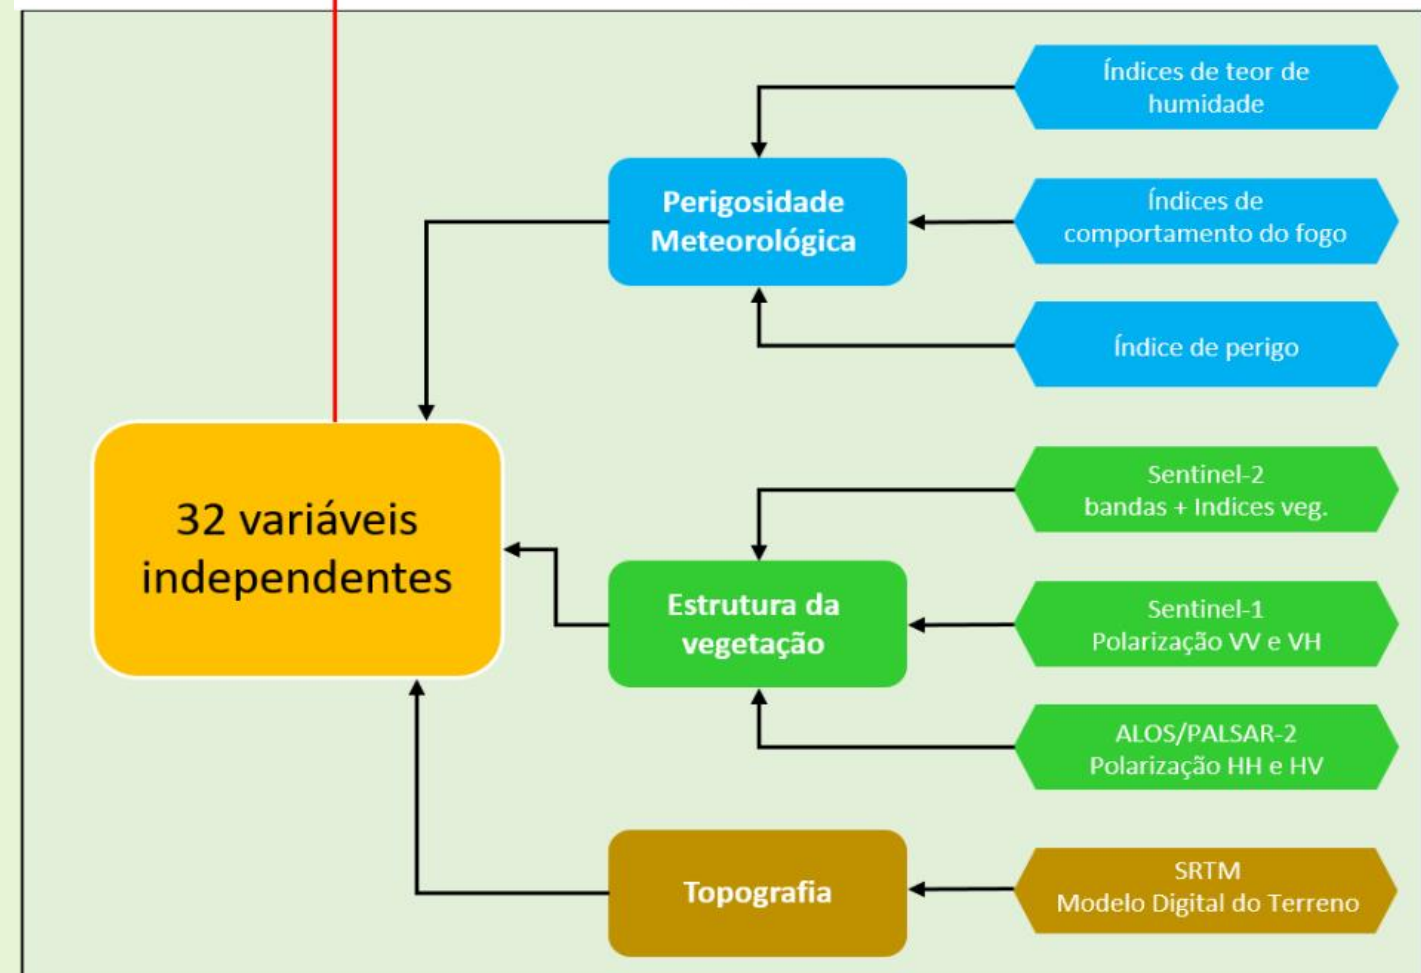 Índices de teor de
humidade
Perigosidade
Meteorológica
Índices de
comportamento do fogo
Índice de perigo
32 variáveis
independentes
Sentinel-2
bandas + Indices veg.
Estrutura da
vegetação
Sentinel-1
Polarização VV e VH
ALOS/PALSAR-2
Polarização HH e HV
Topografia
SRTM
Modelo Digital do Terreno